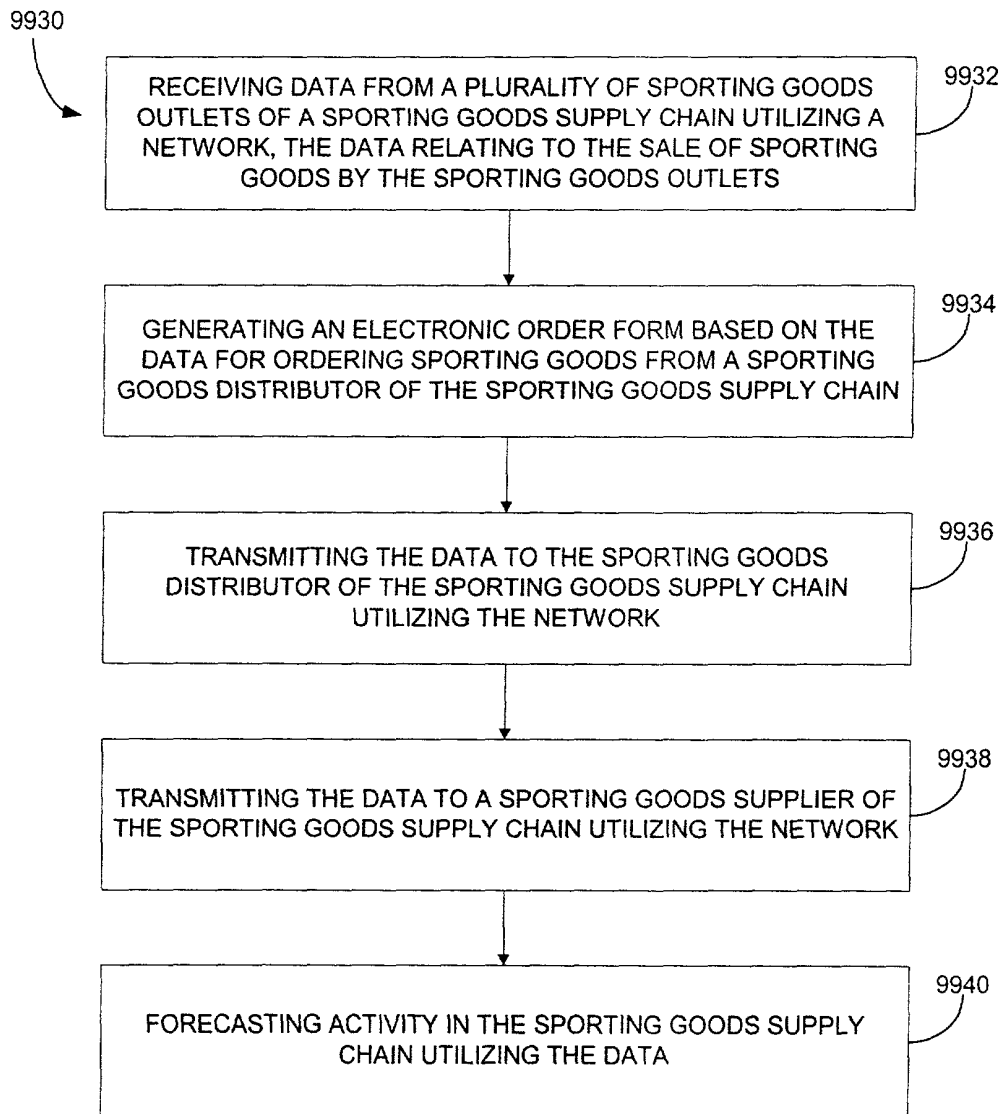 9930
RECEIVING DATA FROM A PLURALITY OF SPORTING GOODS
OUTLETS OF A SPORTING GOODS SUPPLY CHAIN UTILIZING A
NETWORK, THE DATA RELATING TO THE SALE OF SPORTING
GOODS BY THE SPORTING GOODS OUTLETS
9932
GENERATING AN ELECTRONIC ORDER FORM BASED ON THE
DATA FOR ORDERING SPORTING GOODS FROM A SPORTING
GOODS DISTRIBUTOR OF THE SPORTING GOODS SUPPLY CHAIN
9934
TRANSMITTING THE DATA TO THE SPORTING GOODS
DISTRIBUTOR OF THE SPORTING GOODS SUPPLY CHAIN
UTILIZING THE NETWORK
9936
TRANSMITTING THE DATA TO A SPORTING GOODS SUPPLIER OF
THE SPORTING GOODS SUPPLY CHAIN UTILIZING THE NETWORK
9938
FORECASTING ACTIVITY IN THE SPORTING GOODS SUPPLY
CHAIN UTILIZING THE DATA
9940